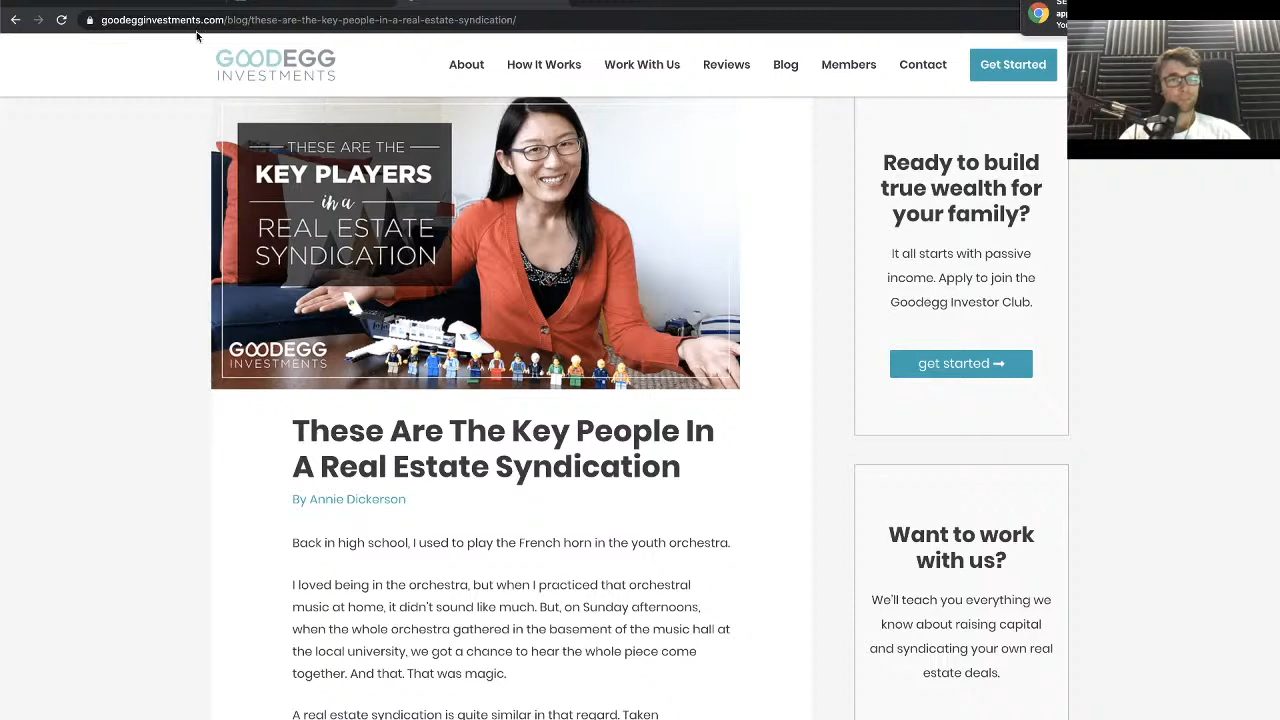 goodegginvestments.com/blog/these-are-the-key-people-in-a-real-estate-syndication/
GOODEGG
INVESTMENTS
About
How It Works
Work With Us
Reviews
Blog
Members
Contact
Get Started
THESE ARE THE
KEY PLAYERS
in a
REAL ESTATE
SYNDICATION
GOODEGG
INVESTMENTS
These Are The Key People In
A Real Estate Syndication
By Annie Dickerson
Back in high school, I used to play the French horn in the youth orchestra.
I loved being in the orchestra, but when I practiced that orchestral
music at home, it didn't sound like much. But, on Sunday afternoons,
when the whole orchestra gathered in the basement of the music hall at
the local university, we got a chance to hear the whole piece come
together. And that. That was magic.
A real estate syndication is quite similar in that regard. Taken
Ready to build
true wealth for
your family?
It all starts with passive
income. Apply to join the
Goodegg Investor Club.
get started ➞
Want to work
with us?
We'll teach you everything we
know about raising capital
and syndicating your own real
estate deals.